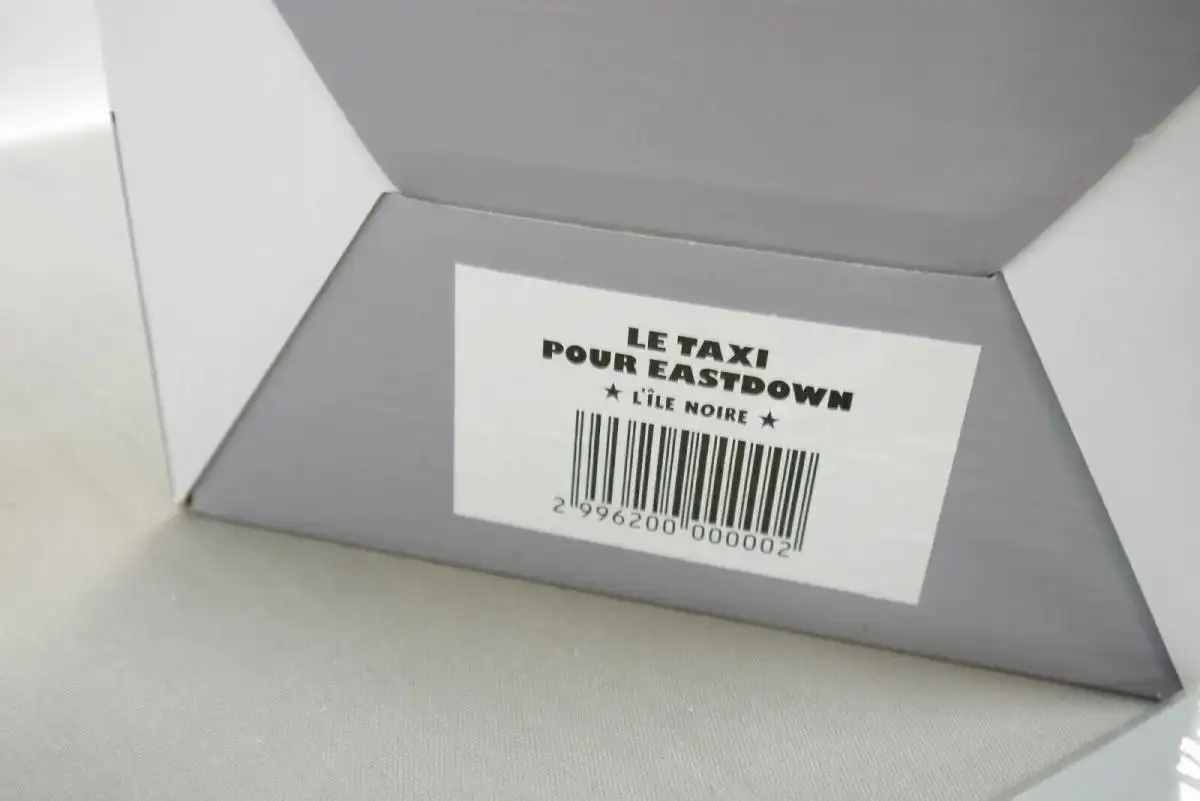 LE TAXI
POUR EASTDOWN
★ L'ÎLE NOIRE ★
2 996200 000002